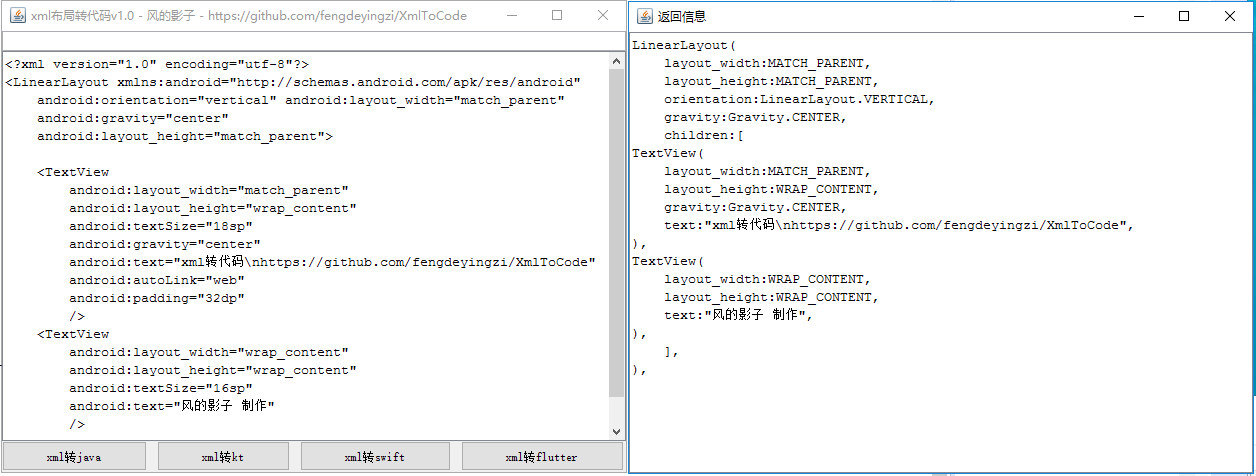 xml布局转代码v1.0 - 风的影子 - https://github.com/fengdeyingzi/XmlToCode
<?xml version="1.0" encoding="utf-8"?>
<LinearLayout xmlns:android="http://schemas.android.com/apk/res/android"
    android:orientation="vertical" android:layout_width="match_parent"
    android:gravity="center"
    android:layout_height="match_parent">
    <TextView
        android:layout_width="match_parent"
        android:layout_height="wrap_content"
        android:textSize="18sp"
        android:gravity="center"
        android:text="xml转代码\nhttps://github.com/fengdeyingzi/XmlToCode"
        android:autoLink="web"
        android:padding="32dp"
        />
    <TextView
        android:layout_width="wrap_content"
        android:layout_height="wrap_content"
        android:textSize="16sp"
        android:text="风的影子 制作"
        />
xml转java
xml转kt
xml转swift
xml转flutter
返回信息
LinearLayout(
    layout_width:MATCH_PARENT,
    layout_height:MATCH_PARENT,
    orientation:LinearLayout.VERTICAL,
    gravity:Gravity.CENTER,
    children:[
TextView(
    layout_width:MATCH_PARENT,
    layout_height:WRAP_CONTENT,
    gravity:Gravity.CENTER,
    text:"xml转代码\nhttps://github.com/fengdeyingzi/XmlToCode",
),
TextView(
    layout_width:WRAP_CONTENT,
    layout_height:WRAP_CONTENT,
    text:"风的影子 制作",
),
    ],
),